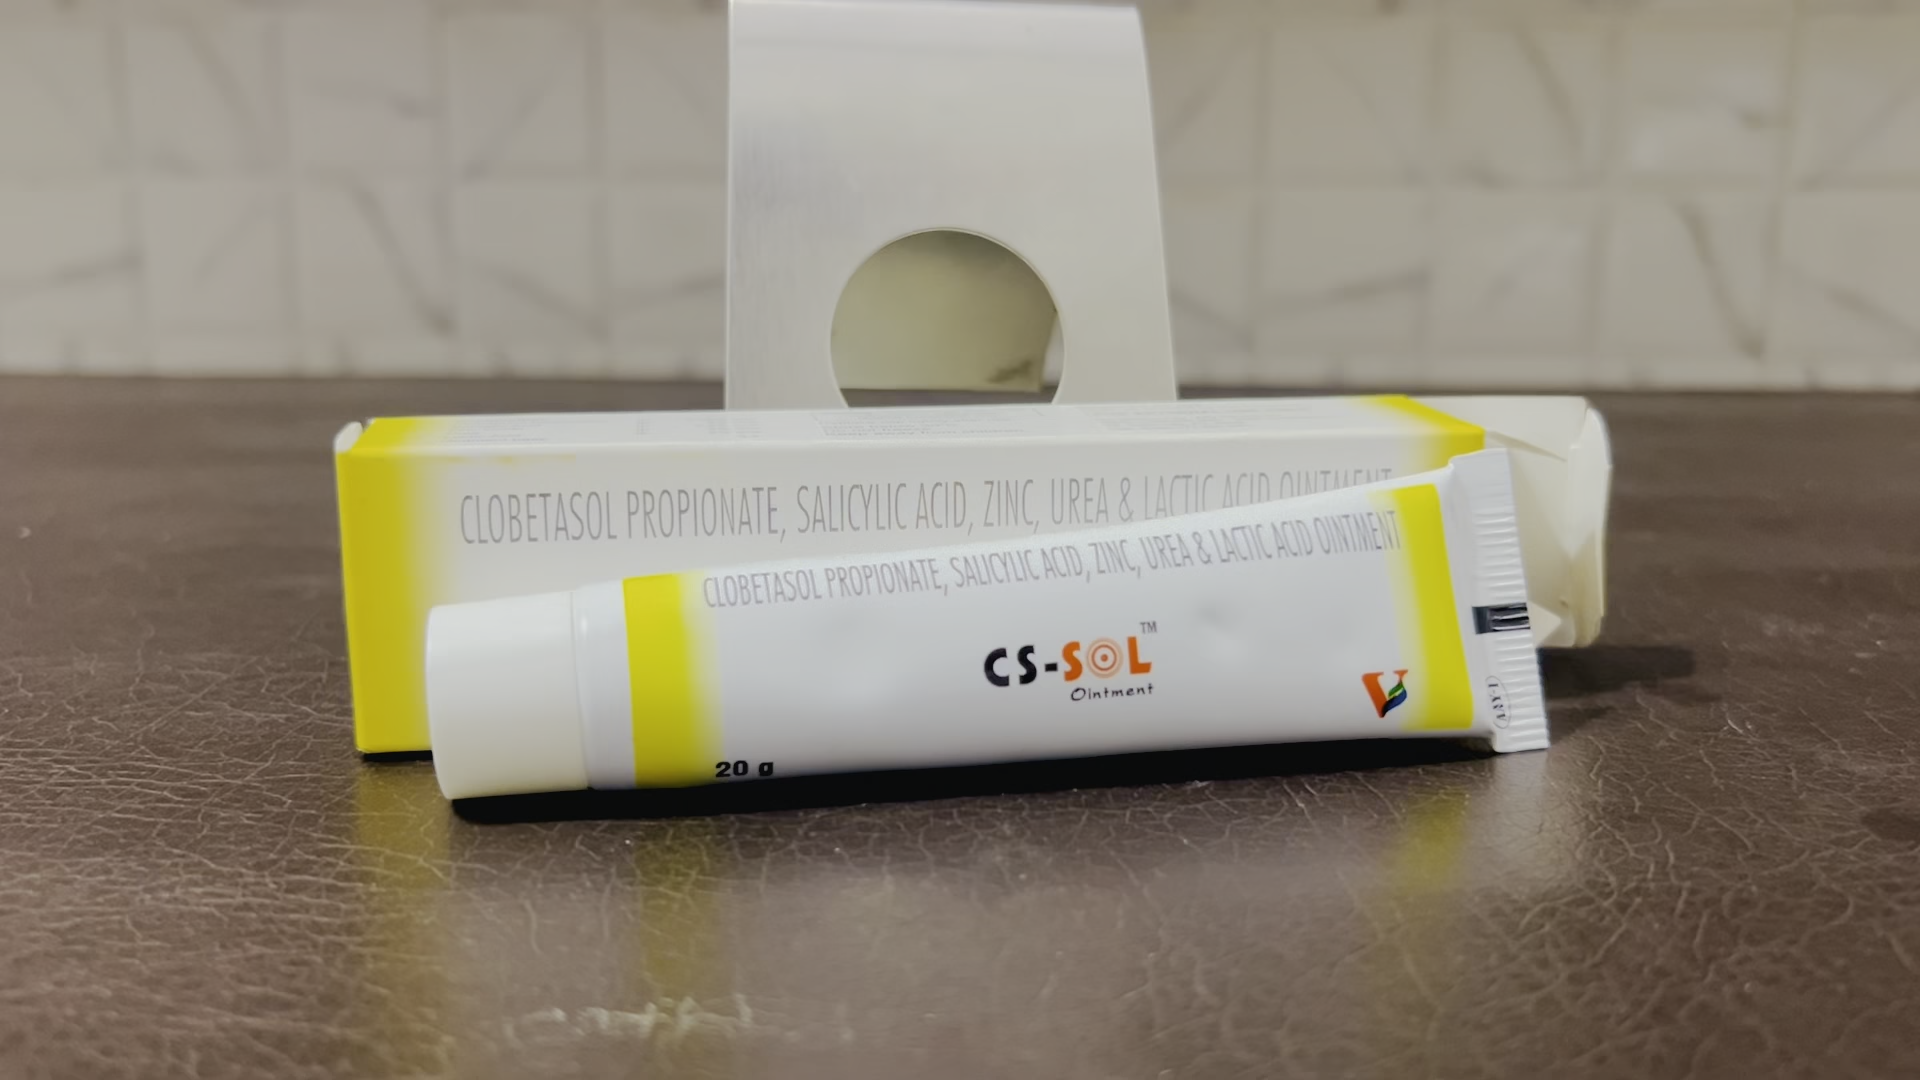 CLOBETASOL PROPIONATE, SALICYLIC ACID, ZINC, UREA & LACTIC ACID OINTMENT
CLOBETASOL PROPIONATE, SALICYLIC ACID, ZINC, UREA & LACTIC ACID OINTMENT
CS-SOL™
Ointment
20 g